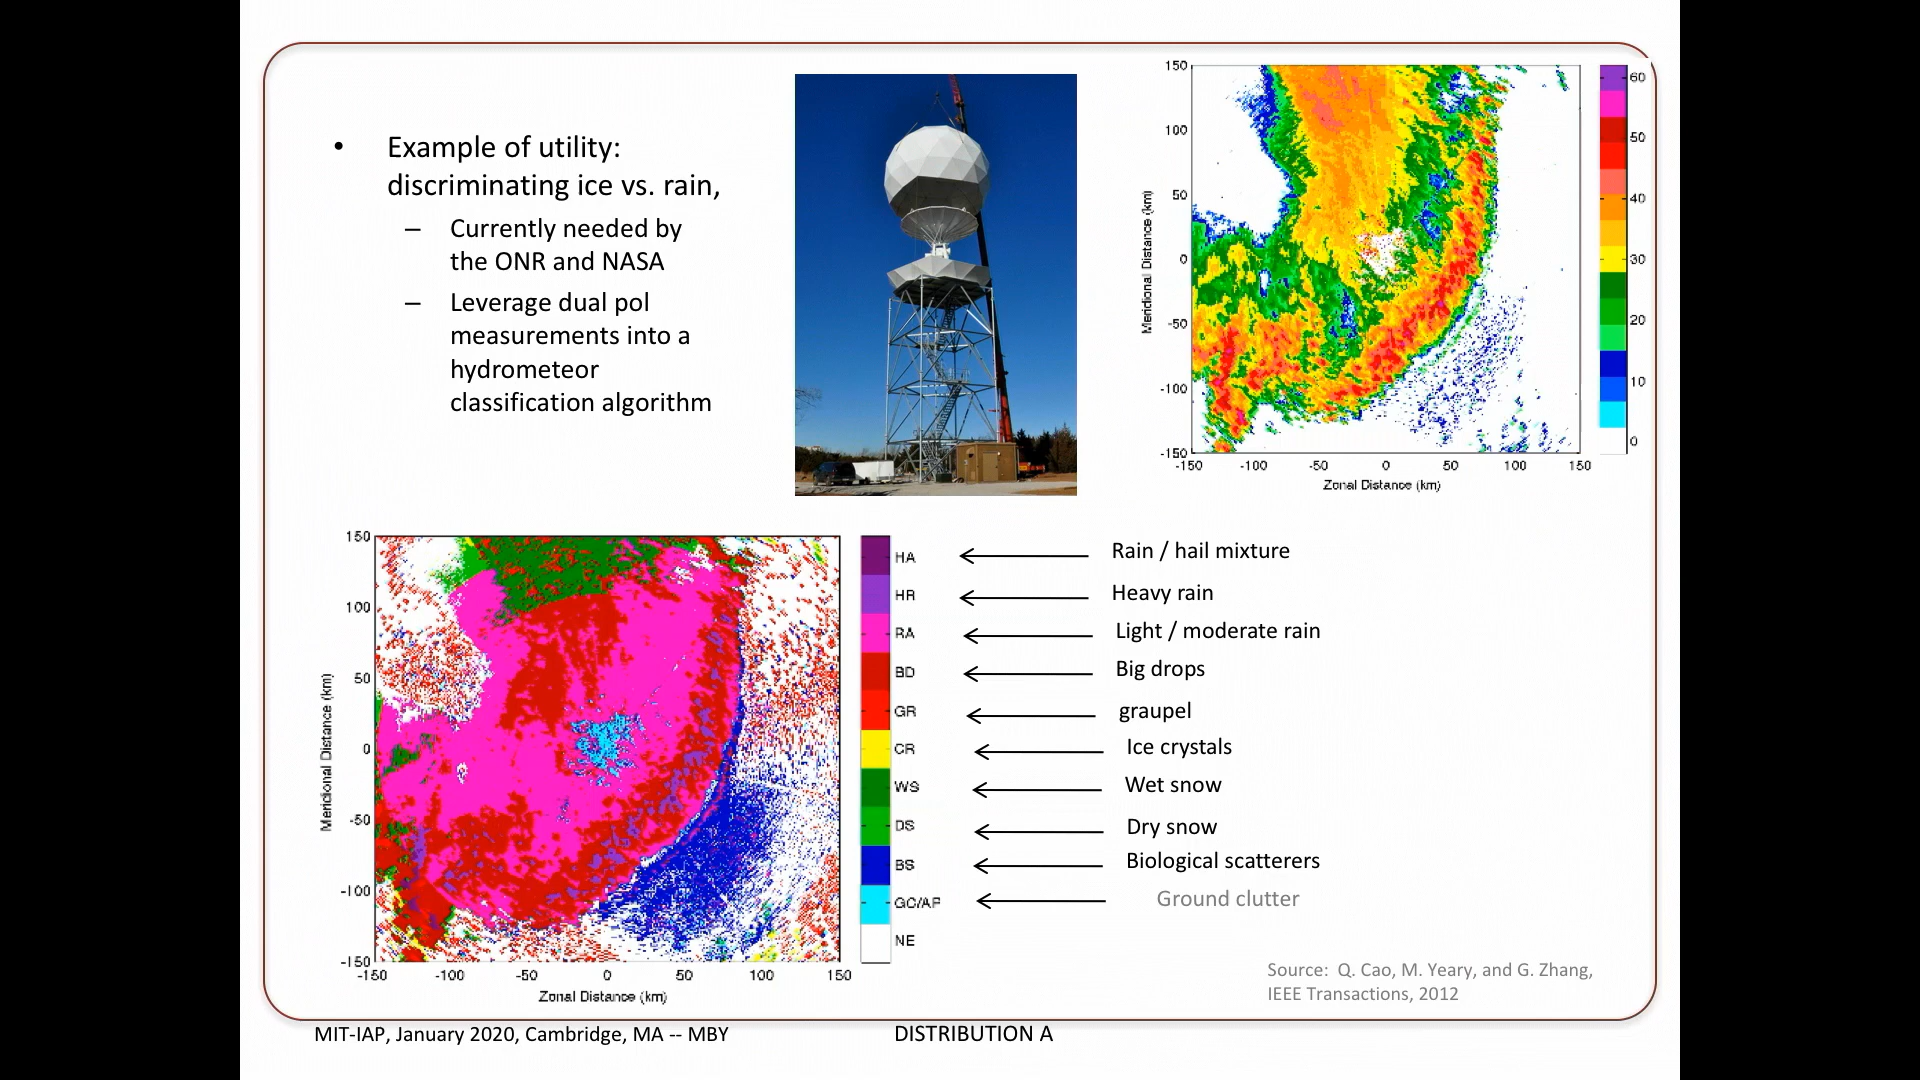 • Example of utility:
discriminating ice vs. rain,
– Currently needed by
the ONR and NASA
– Leverage dual pol
measurements into a
hydrometeor
classification algorithm
150
100
50
0
-50
-100
-150
-150 -100 -50 0 50 100 150
Meridional Distance (km)
Zonal Distance (km)
60
50
40
30
20
10
0
150
100
50
0
-50
-100
-150
-150 -100 -50 0 50 100 150
Meridional Distance (km)
Zonal Distance (km)
HA Rain / hail mixture
HR Heavy rain
RA Light / moderate rain
BD Big drops
GR graupel
CR Ice crystals
WS Wet snow
DS Dry snow
BS Biological scatterers
GC/AP Ground clutter
NE
Source: Q. Cao, M. Yeary, and G. Zhang,
IEEE Transactions, 2012
MIT-IAP, January 2020, Cambridge, MA -- MBY
DISTRIBUTION A